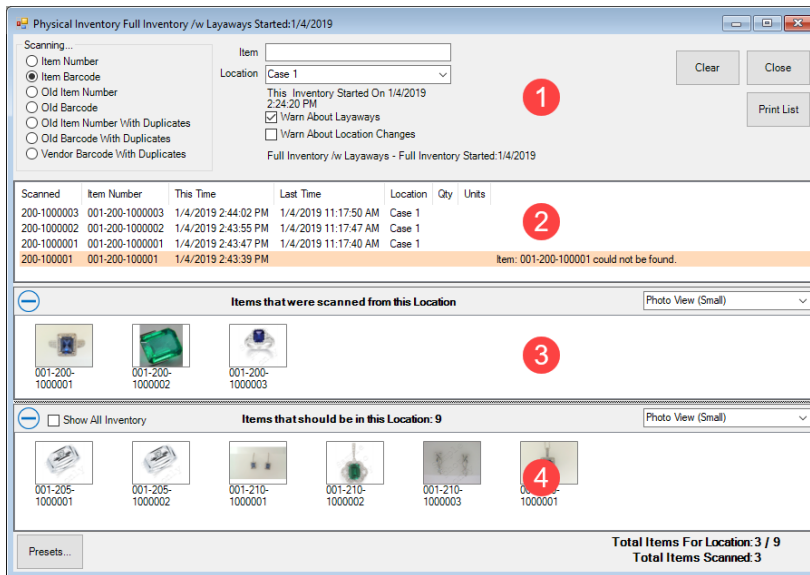 Physical Inventory Full Inventory /w Layaways Started:1/4/2019
Scanning...
Item Number
Item Barcode
Old Item Number
Old Barcode
Old Item Number With Duplicates
Old Barcode With Duplicates
Vendor Barcode With Duplicates
Item
Location Case 1
This Inventory Started On 1/4/2019
2:24:20 PM
Warn About Layaways
Warn About Location Changes
Full Inventory /w Layaways - Full Inventory Started:1/4/2019
1
Clear
Close
Print List
Scanned Item Number This Time Last Time Location Qty Units
200-1000003 001-200-1000003 1/4/2019 2:44:02 PM 1/4/2019 11:17:50 AM Case 1
200-1000002 001-200-1000002 1/4/2019 2:43:55 PM 1/4/2019 11:17:47 AM Case 1
200-1000001 001-200-1000001 1/4/2019 2:43:47 PM 1/4/2019 11:17:40 AM Case 1
200-100001 001-200-100001 1/4/2019 2:43:39 PM Item: 001-200-100001 could not be found.
2
Items that were scanned from this Location
Photo View (Small)
001-200-
1000001
001-200-
1000002
001-200-
1000003
3
Show All Inventory
Items that should be in this Location: 9
Photo View (Small)
001-205-
1000001
001-205-
1000002
001-210-
1000001
001-210-
1000002
001-210-
1000003
1000001
4
Presets...
Total Items For Location:3 / 9
Total Items Scanned:3